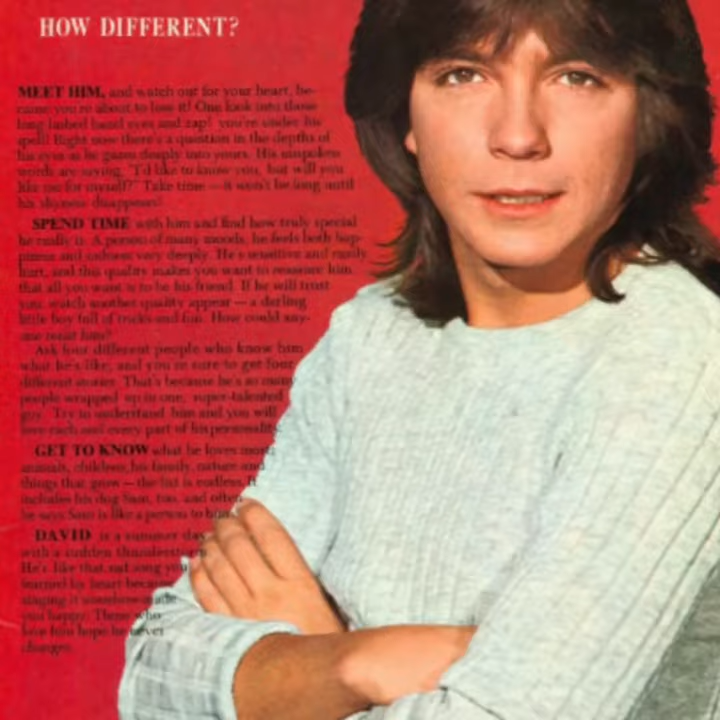 HOW DIFFERENT?
MEET HIM, and watch out for your heart, be-
cause you're about to lose it! One look into those
long lashed hazel eyes and zap! you're under his
spell! Right now there's a question in the depths of
his eyes as he gazes deeply into yours. His unspoken
words are saying, "I'd like to know you, but will you
like me for myself?" Take time — it won't be long until
his shyness disappears!
SPEND TIME with him and find how truly special
he really is. A person of many moods, he feels both hap-
piness and sadness very deeply. He's sensitive and easily
hurt, and this quality makes you want to reassure him
that all you want is to be his friend. If he will trust
you, watch another quality appear — a darling
little boy full of tricks and fun. How could any-
one resist him?
Ask four different people who know him
what he's like, and you're sure to get four
different stories. That's because he's so many
people wrapped up in one, super-talented
guy. Try to understand him and you will
love each and every part of his personality.
GET TO KNOW what he loves most:
animals, children, his family, nature and
things that grow — the list is endless. It
includes his dog Sam, too, and often
he says Sam is like a person to him.
DAVID is a summer day
with a sudden thunderstorm.
He's like that, not song you
his heart because
singing it somehow made
you happy. Those who
love him hope he never
changes.